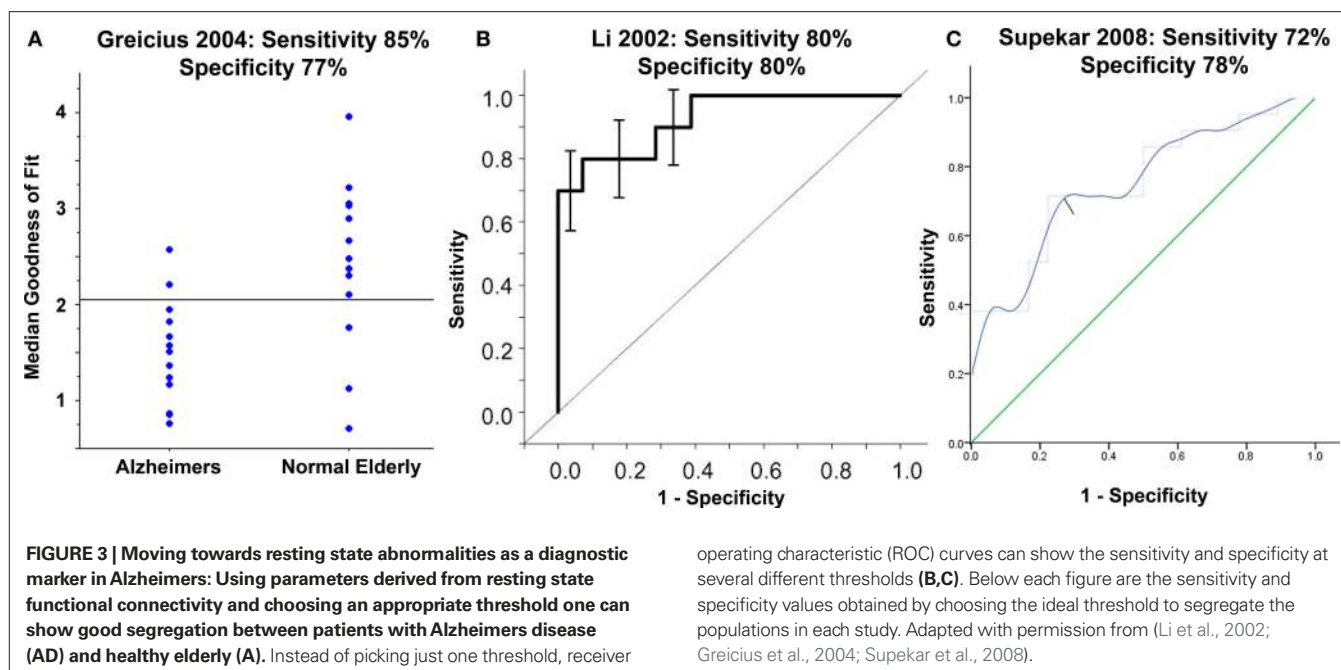 A
Greicius 2004: Sensitivity 85%
Specificity 77%
Median Goodness of Fit
4
3
2
1
Alzheimers
Normal Elderly
B
Li 2002: Sensitivity 80%
Specificity 80%
Sensitivity
1.0
0.8
0.6
0.4
0.2
0.0
0.0 0.2 0.4 0.6 0.8 1.0
1 - Specificity
C
Supekar 2008: Sensitivity 72%
Specificity 78%
Sensitivity
1.0
0.8
0.6
0.4
0.2
0.0
0.0 0.2 0.4 0.6 0.8 1.0
1 - Specificity
FIGURE 3 | Moving towards resting state abnormalities as a diagnostic
marker in Alzheimers: Using parameters derived from resting state
functional connectivity and choosing an appropriate threshold one can
show good segregation between patients with Alzheimers disease
(AD) and healthy elderly (A). Instead of picking just one threshold, receiver
operating characteristic (ROC) curves can show the sensitivity and specificity at
several different thresholds (B,C). Below each figure are the sensitivity and
specificity values obtained by choosing the ideal threshold to segregate the
populations in each study. Adapted with permission from (Li et al., 2002;
Greicius et al., 2004; Supekar et al., 2008).